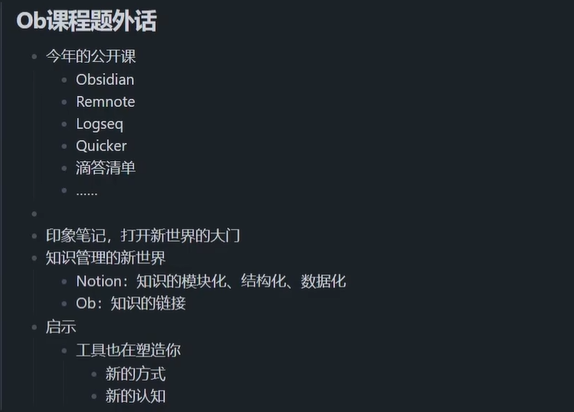 Ob课程题外话
今年的公开课
Obsidian
Remnote
Logseq
Quicker
滴答清单
......
印象笔记，打开新世界的大门
知识管理的新世界
Notion：知识的模块化、结构化、数据化
Ob：知识的链接
启示
工具也在塑造你
新的方式
新的认知